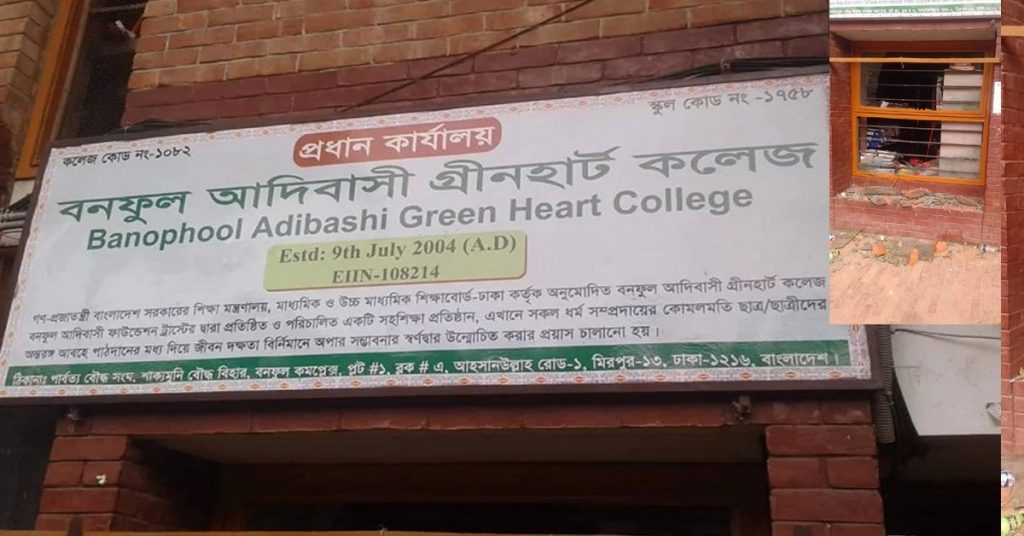 কলেজ কোড নং-১০৮২
স্কুল কোড নং -১৭৫৮
প্রধান কার্যালয়
বনফুল আদিবাসী গ্রীনহার্ট কলেজ
Banophool Adibashi Green Heart College
Estd: 9th July 2004 (A.D)
EIIN-108214
গণ-প্রজাতন্ত্রী বাংলাদেশ সরকারের শিক্ষা মন্ত্রণালয়, মাধ্যমিক ও উচ্চ মাধ্যমিক শিক্ষাবোর্ড-ঢাকা কর্তৃক অনুমোদিত বনফুল আদিবাসী গ্রীনহার্ট কলেজ
বনফুল আদিবাসী ফাউন্ডেশন ট্রাস্টের দ্বারা প্রতিষ্ঠিত ও পরিচালিত একটি সহশিক্ষা প্রতিষ্ঠান, এখানে সকল ধর্ম সম্প্রদায়ের কোমলমতি ছাত্র/ছাত্রীদের
অন্তরঙ্গ আবহে পাঠদানের মধ্য দিয়ে জীবন দক্ষতা বির্নিমানে অপার সম্ভাবনার স্বর্ণদ্বার উন্মোচিত করার প্রয়াস চালানো হয়।
ঠিকানাঃ পার্বত্য বৌদ্ধ সংঘ, শাক্যমুনি বৌদ্ধ বিহার, বনফুল কমপ্লেক্স, প্লট #১, ব্লক # এ, আহসানউল্লাহ রোড-১, মিরপুর-১৩, ঢাকা-১২১৬, বাংলাদেশ।